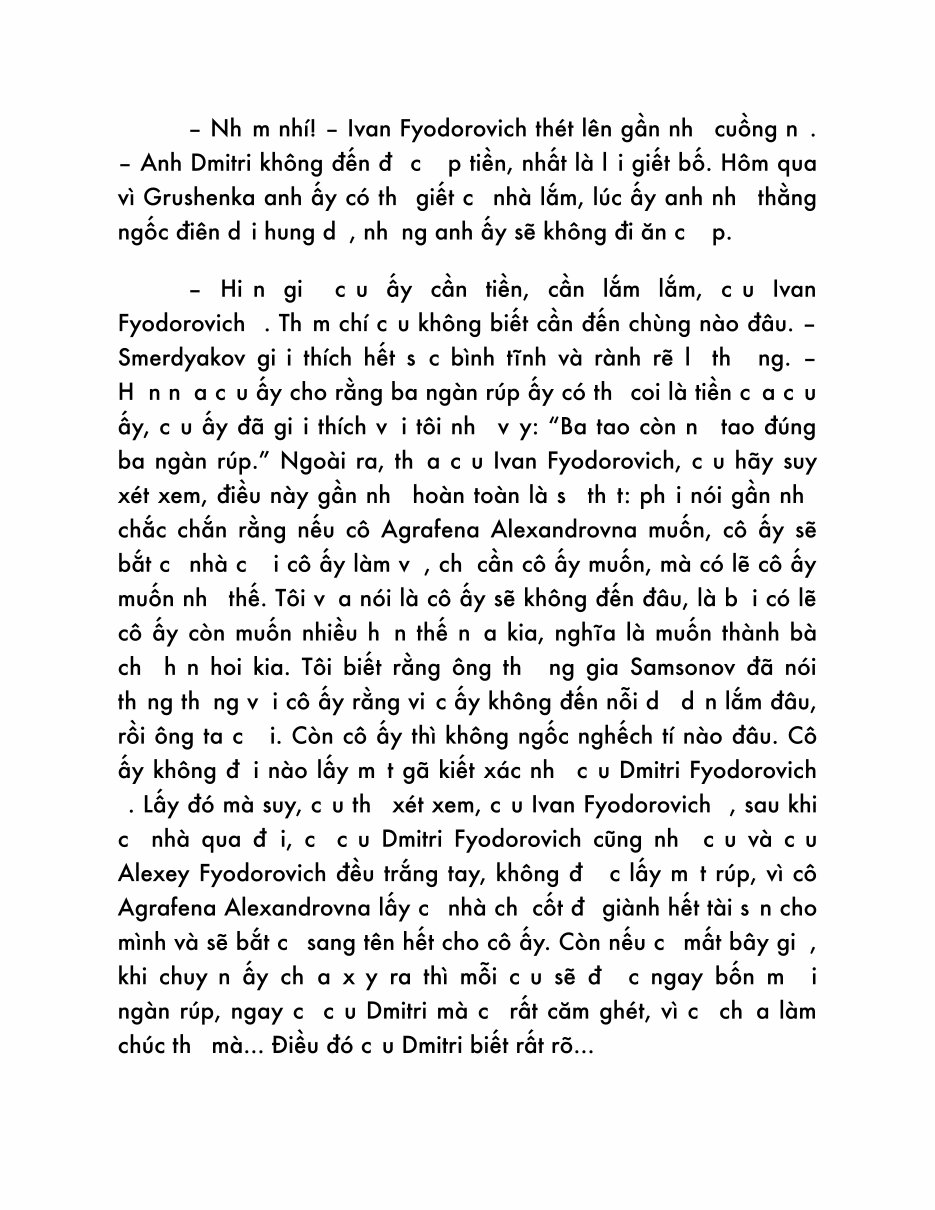 – Nh m nhí! – Ivan Fyodorovich thét lên gần nh cuồng n .
– Anh Dmitri không đến đ c p tiền, nhất là l i giết bố. Hôm qua
vì Grushenka anh ấy có th giết c nhà lắm, lúc ấy anh nh thằng
ngốc điên d i hung d , nh ng anh ấy sẽ không đi ăn c p.
– Hi n gi c u ấy cần tiền, cần lắm lắm, c u Ivan
Fyodorovich . Th m chí c u không biết cần đến chùng nào đâu. –
Smerdyakov gi i thích hết s c bình tĩnh và rành rẽ l th ng. –
H n n a c u ấy cho rằng ba ngàn rúp ấy có th coi là tiền c a c u
ấy, c u ấy đã gi i thích v i tôi nh v y: “Ba tao còn n tao đúng
ba ngàn rúp.” Ngoài ra, th a c u Ivan Fyodorovich, c u hãy suy
xét xem, điều này gần nh hoàn toàn là s th t: ph i nói gần nh
chắc chắn rằng nếu cô Agrafena Alexandrovna muốn, cô ấy sẽ
bắt c nhà c i cô ấy làm v , ch cần cô ấy muốn, mà có lẽ cô ấy
muốn nh thế. Tôi v a nói là cô ấy sẽ không đến đâu, là b i có lẽ
cô ấy còn muốn nhiều h n thế n a kia, nghĩa là muốn thành bà
ch h n hoi kia. Tôi biết rằng ông th ng gia Samsonov đã nói
th ng th ng v i cô ấy rằng vi c ấy không đến nỗi d d n lắm đâu,
rồi ông ta c i. Còn cô ấy thì không ngốc nghếch tí nào đâu. Cô
ấy không đ i nào lấy m t gã kiết xác nh c u Dmitri Fyodorovich
. Lấy đó mà suy, c u th xét xem, c u Ivan Fyodorovich , sau khi
c nhà qua đ i, c c u Dmitri Fyodorovich cũng nh c u và c u
Alexey Fyodorovich đều trắng tay, không đ c lấy m t rúp, vì cô
Agrafena Alexandrovna lấy c nhà ch cốt đ giành hết tài s n cho
mình và sẽ bắt c sang tên hết cho cô ấy. Còn nếu c mất bây gi ,
khi chuy n ấy ch a x y ra thì mỗi c u sẽ đ c ngay bốn m i
ngàn rúp, ngay c c u Dmitri mà c rất căm ghét, vì c ch a làm
chúc th mà... Điều đó c u Dmitri biết rất rõ...